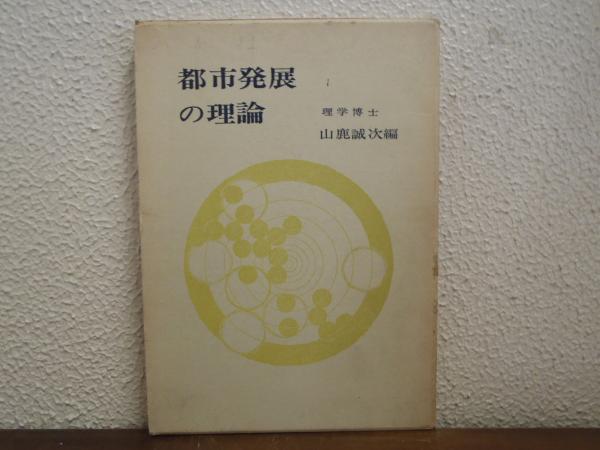 都市発展
の理論
理学博士
山鹿誠次編